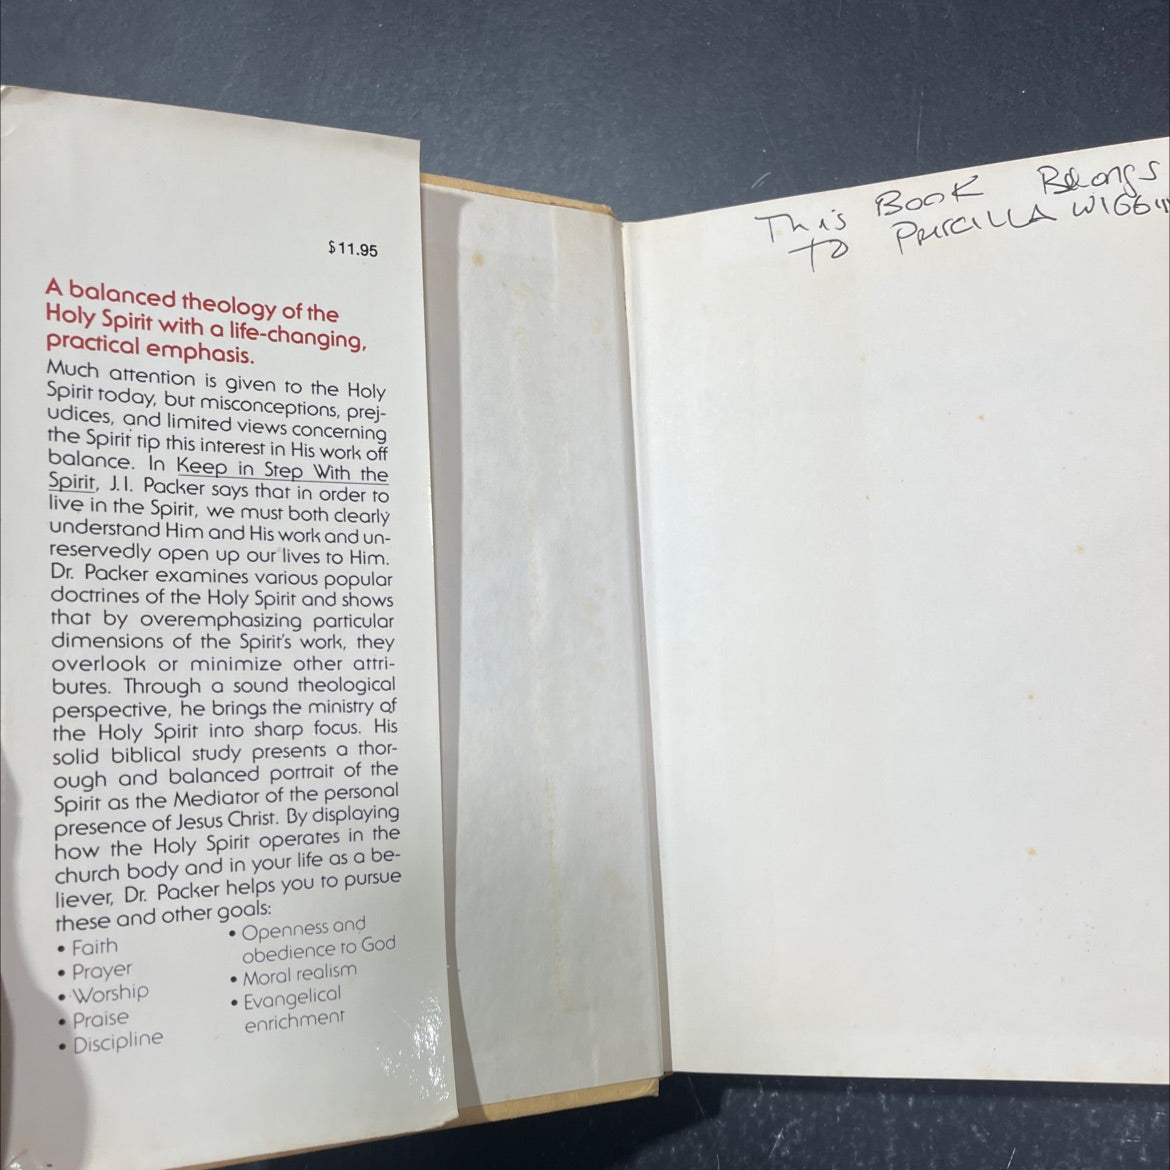 $11.95
A balanced theology of the
Holy Spirit with a life-changing,
practical emphasis.
Much attention is given to the Holy
Spirit today, but misconceptions, prej-
udices, and limited views concerning
the Spirit tip this interest in His work off
balance. In Keep in Step With the
Spirit, J.I. Packer says that in order to
live in the Spirit, we must both clearly
understand Him and His work and un-
reservedly open up our lives to Him.
Dr. Packer examines various popular
doctrines of the Holy Spirit and shows
that by overemphasizing particular
dimensions of the Spirit's work, they
overlook or minimize other attri-
butes. Through a sound theological
perspective, he brings the ministry of
the Holy Spirit into sharp focus. His
solid biblical study presents a thor-
ough and balanced portrait of the
Spirit as the Mediator of the personal
presence of Jesus Christ. By displaying
how the Holy Spirit operates in the
church body and in your life as a be-
liever, Dr. Packer helps you to pursue
these and other goals:
• Faith
• Prayer
• Worship
• Praise
• Discipline
• Openness and
obedience to God
• Moral realism
• Evangelical
enrichment
This Book Belongs
To PRISCILLA